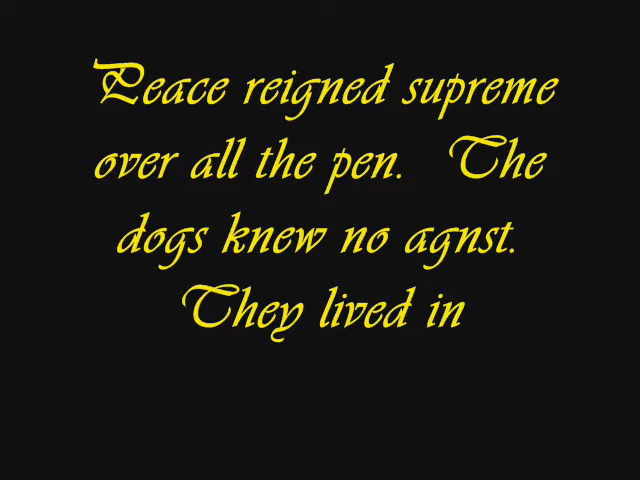 Peace reigned supreme
over all the pen. The
dogs knew no agnst.
They lived in